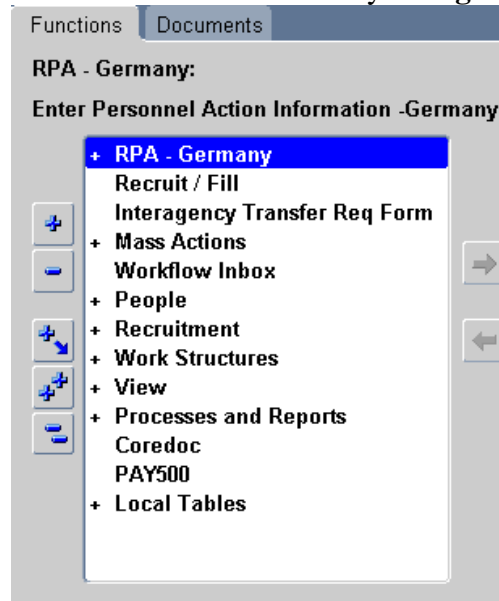 Functions Documents
RPA - Germany:
Enter Personnel Action Information -Germany
+ RPA - Germany
Recruit / Fill
Interagency Transfer Req Form
+ Mass Actions
Workflow Inbox
+ People
+ Recruitment
+ Work Structures
+ View
+ Processes and Reports
Coredoc
PAY500
+ Local Tables